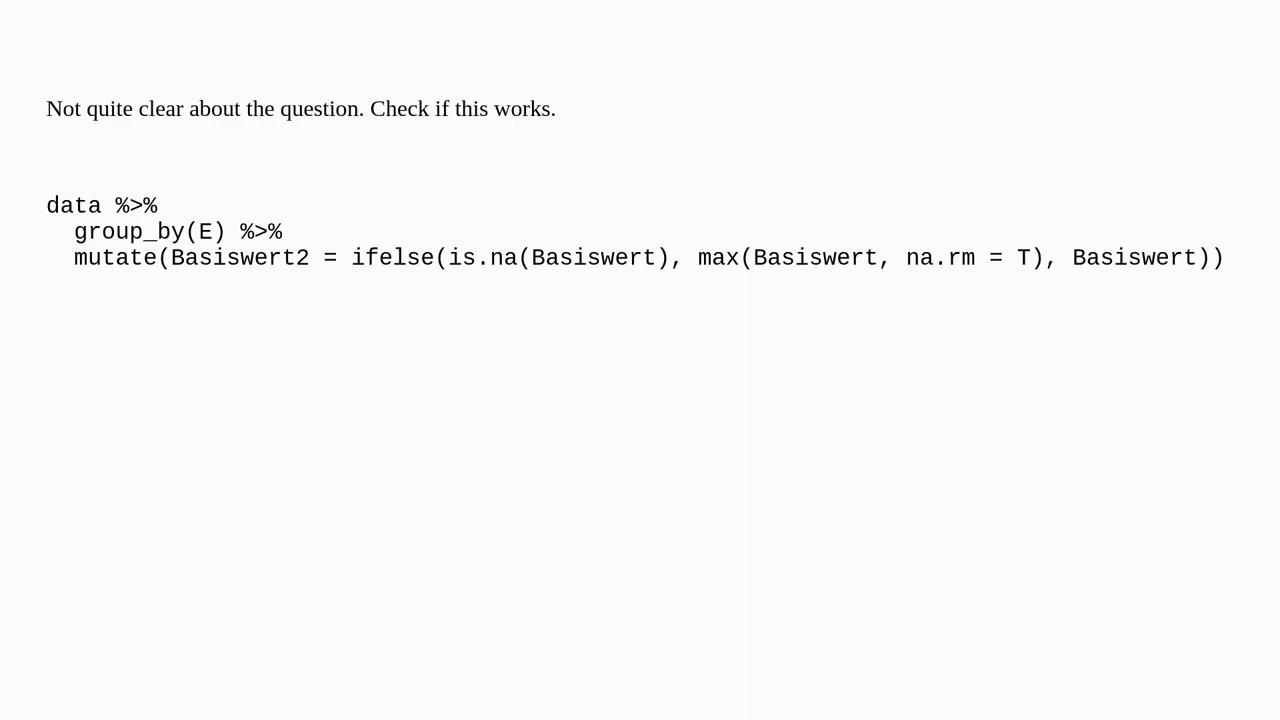 Not quite clear about the question. Check if this works.
data %>%
  group_by(E) %>%
  mutate(Basiswert2 = ifelse(is.na(Basiswert), max(Basiswert, na.rm = T), Basiswert))